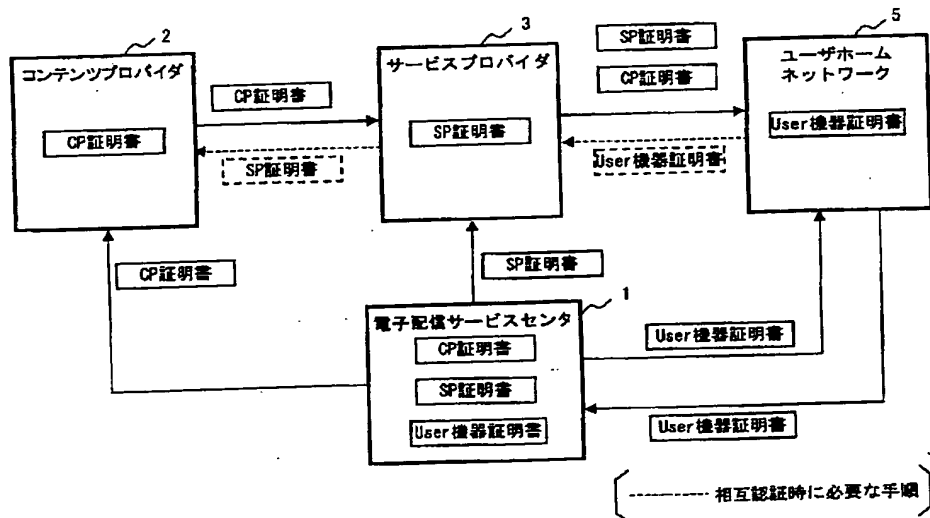 2
コンテンツプロバイダ
CP証明書
CP証明書
SP証明書
3
サービスプロバイダ
SP証明書
SP証明書
CP証明書
User機器証明書
5
ユーザホーム
ネットワーク
User機器証明書
CP証明書
SP証明書
1
電子配信サービスセンタ
CP証明書
SP証明書
User機器証明書
User機器証明書
User機器証明書
相互認証時に必要な手順